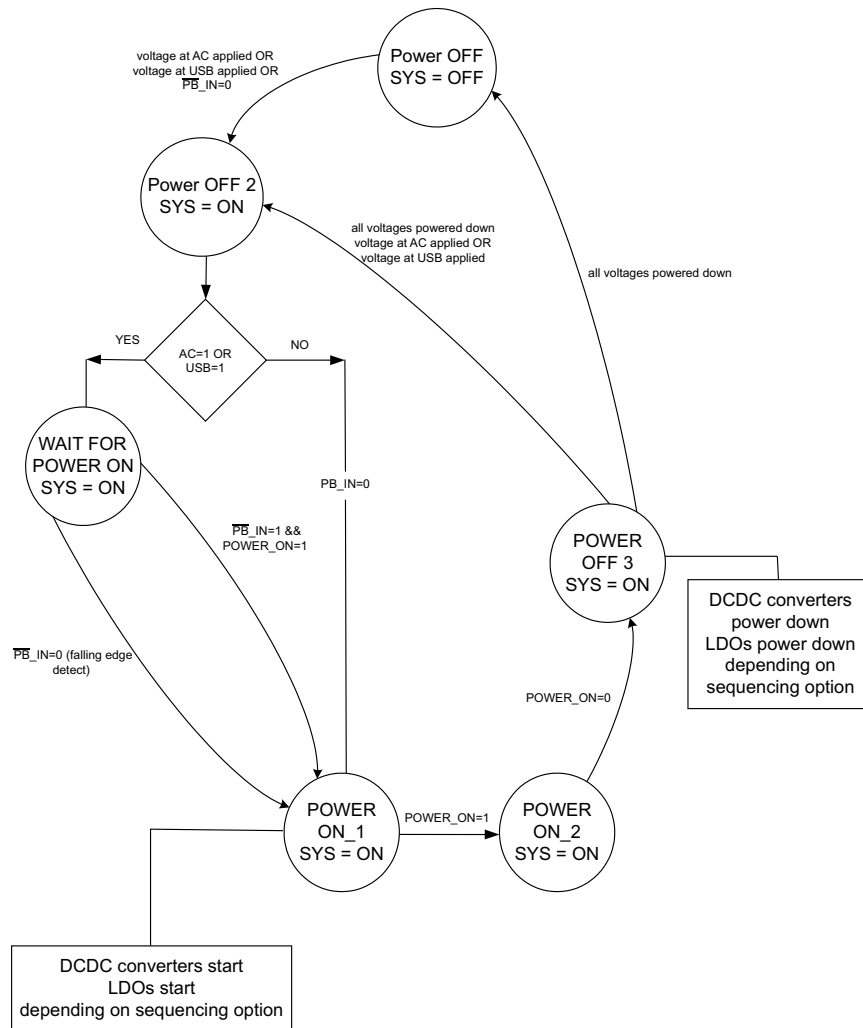 Power OFF
SYS = OFF
voltage at AC applied OR
voltage at USB applied OR
P̅B̅_IN=0
Power OFF 2
SYS = ON
all voltages powered down
voltage at AC applied OR
voltage at USB applied
all voltages powered down
YES
AC=1 OR
USB=1
NO
WAIT FOR
POWER ON
SYS = ON
PB_IN=0
P̅B̅_IN=1 &&
POWER_ON=1
POWER
OFF 3
SYS = ON
DCDC converters
power down
LDOs power down
depending on
sequencing option
P̅B̅_IN=0 (falling edge
detect)
POWER_ON=0
POWER
ON_1
SYS = ON
POWER_ON=1
POWER
ON_2
SYS = ON
DCDC converters start
LDOs start
depending on sequencing option